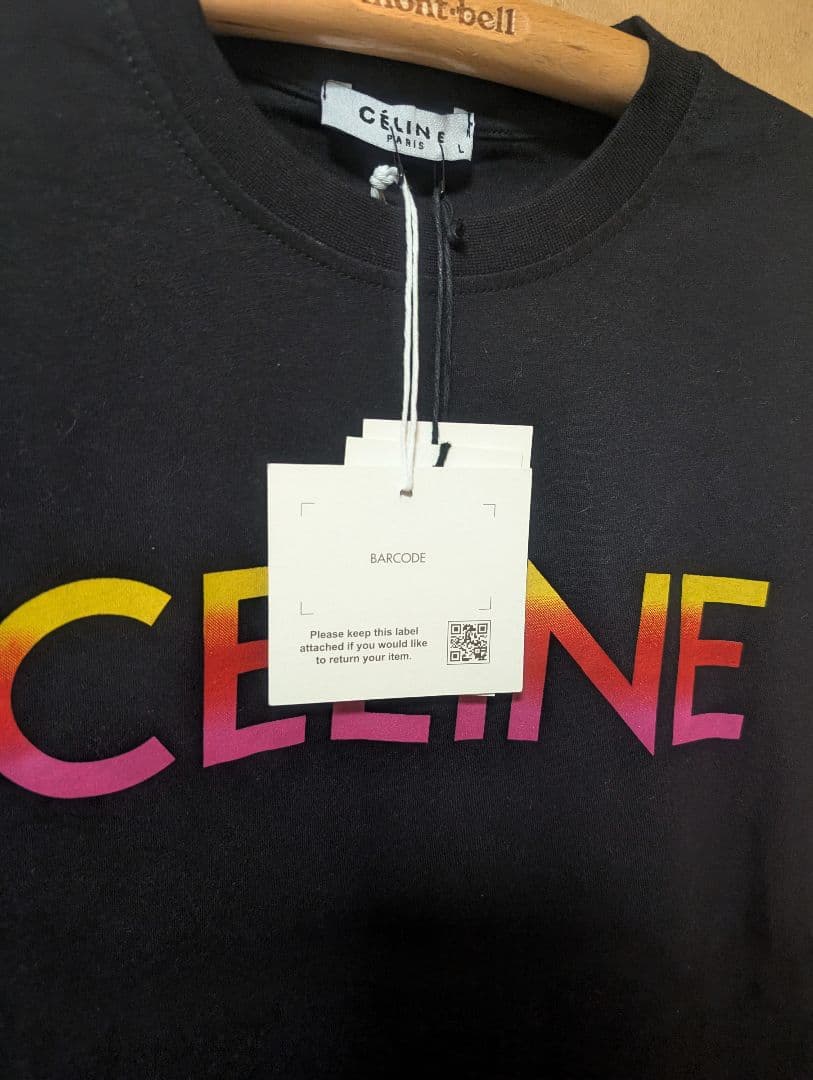 mont·bell
CÉLINE
PARIS
L
BARCODE
Please keep this label
attached if you would like
to return your item.
CELINE